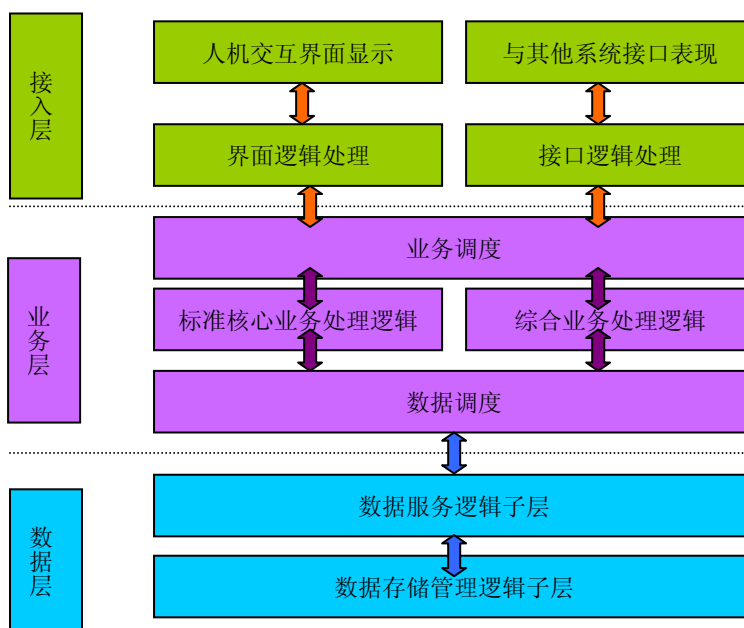 接入层
人机交互界面显示
与其他系统接口表现
界面逻辑处理
接口逻辑处理
业务层
业务调度
标准核心业务处理逻辑
综合业务处理逻辑
数据调度
数据层
数据服务逻辑子层
数据存储管理逻辑子层